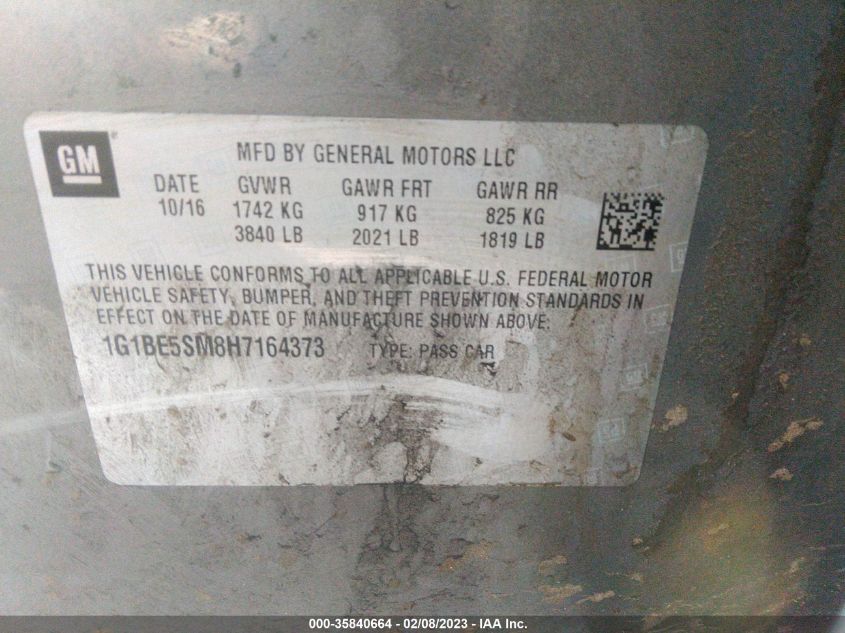 GM
MFD BY GENERAL MOTORS LLC
DATE GVWR GAWR FRT GAWR RR
10/16 1742 KG 917 KG 825 KG
3840 LB 2021 LB 1819 LB
THIS VEHICLE CONFORMS TO ALL APPLICABLE U.S. FEDERAL MOTOR
VEHICLE SAFETY, BUMPER, AND THEFT PREVENTION STANDARDS IN
EFFECT ON THE DATE OF MANUFACTURE SHOWN ABOVE:
1G1BE5SM8H7164373 TYPE: PASS CAR
000-35840664 - 02/08/2023 - IAA Inc.